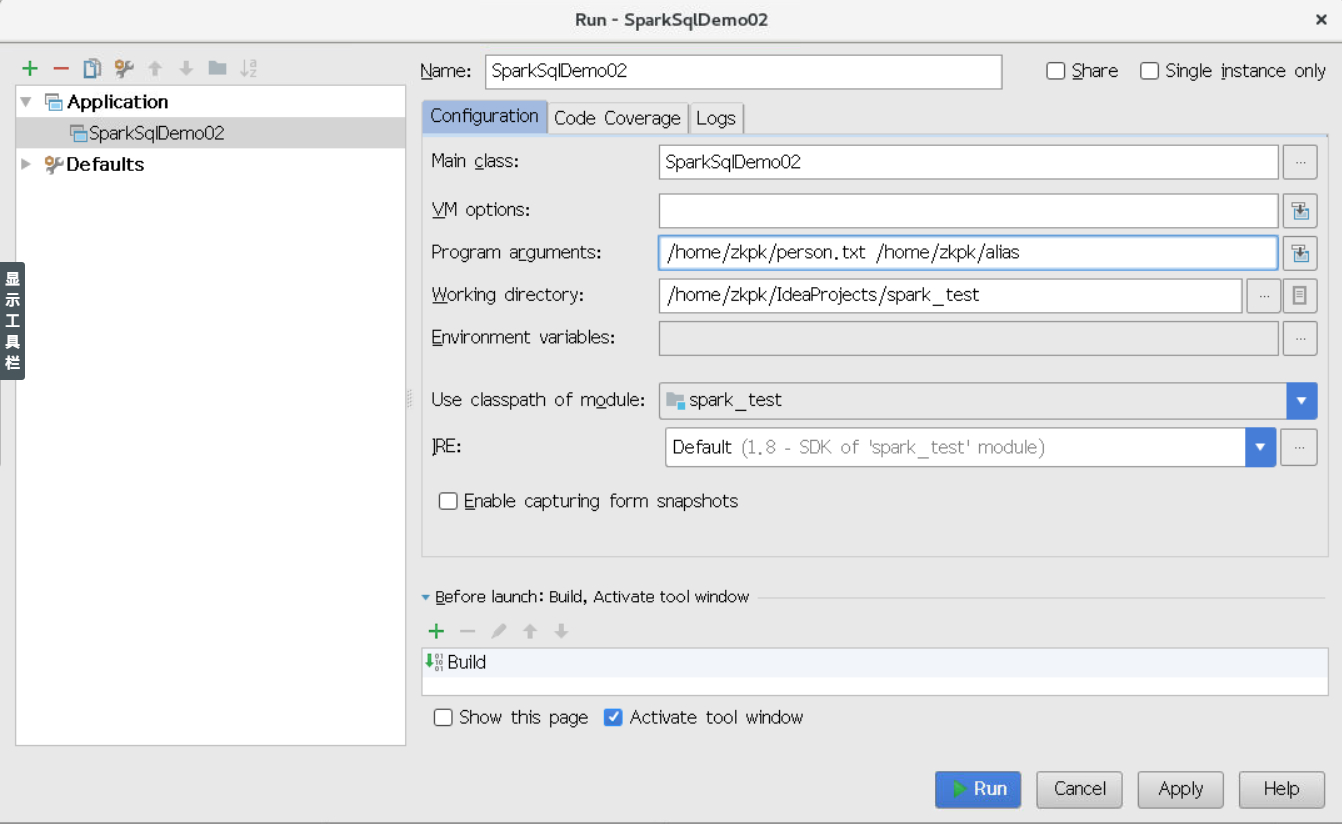 Run - SparkSqlDemo02
Name: SparkSqlDemo02 Share Single instance only
Application
SparkSqlDemo02
Defaults
显示工具栏
Configuration Code Coverage Logs
Main class: SparkSqlDemo02 ...
VM options:
Program arguments: /home/zkpk/person.txt /home/zkpk/alias
Working directory: /home/zkpk/IdeaProjects/spark_test ...
Environment variables: ...
Use classpath of module: spark_test
JRE: Default (1.8 - SDK of 'spark_test' module) ...
Enable capturing form snapshots
Before launch: Build, Activate tool window
Build
Show this page Activate tool window
Run Cancel Apply Help